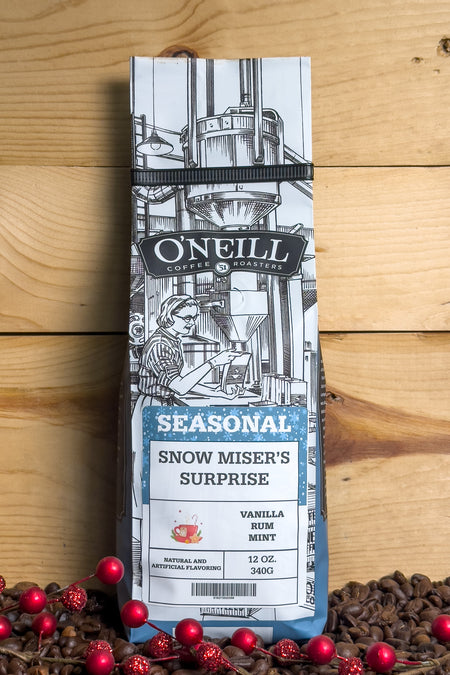 O'NEILL
COFFEE ROASTERS
SEASONAL
SNOW MISER'S
SURPRISE
VANILLA
RUM
MINT
NATURAL AND
ARTIFICIAL FLAVORING
12 OZ.
340G